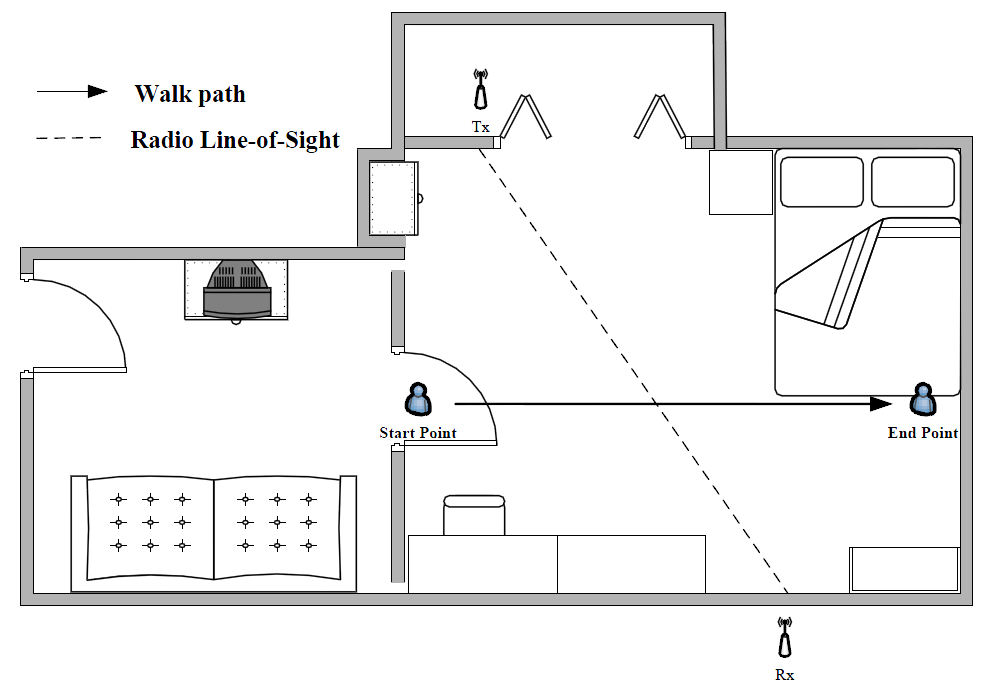 Walk path
Radio Line-of-Sight
Tx
Start Point
End Point
Rx